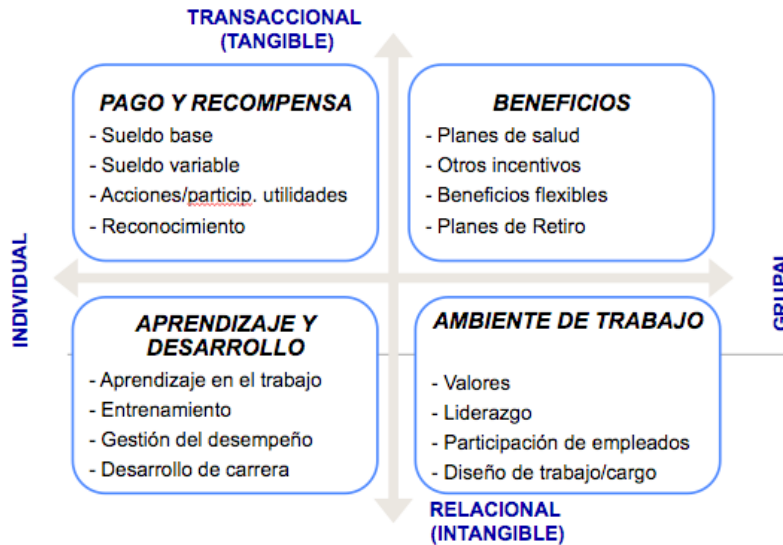 TRANSACCIONAL
(TANGIBLE)
PAGO Y RECOMPENSA
- Sueldo base
- Sueldo variable
- Acciones/particip. utilidades
- Reconocimiento
BENEFICIOS
- Planes de salud
- Otros incentivos
- Beneficios flexibles
- Planes de Retiro
INDIVIDUAL
GRUPAL
APRENDIZAJE Y
DESARROLLO
- Aprendizaje en el trabajo
- Entrenamiento
- Gestión del desempeño
- Desarrollo de carrera
AMBIENTE DE TRABAJO
- Valores
- Liderazgo
- Participación de empleados
- Diseño de trabajo/cargo
RELACIONAL
(INTANGIBLE)